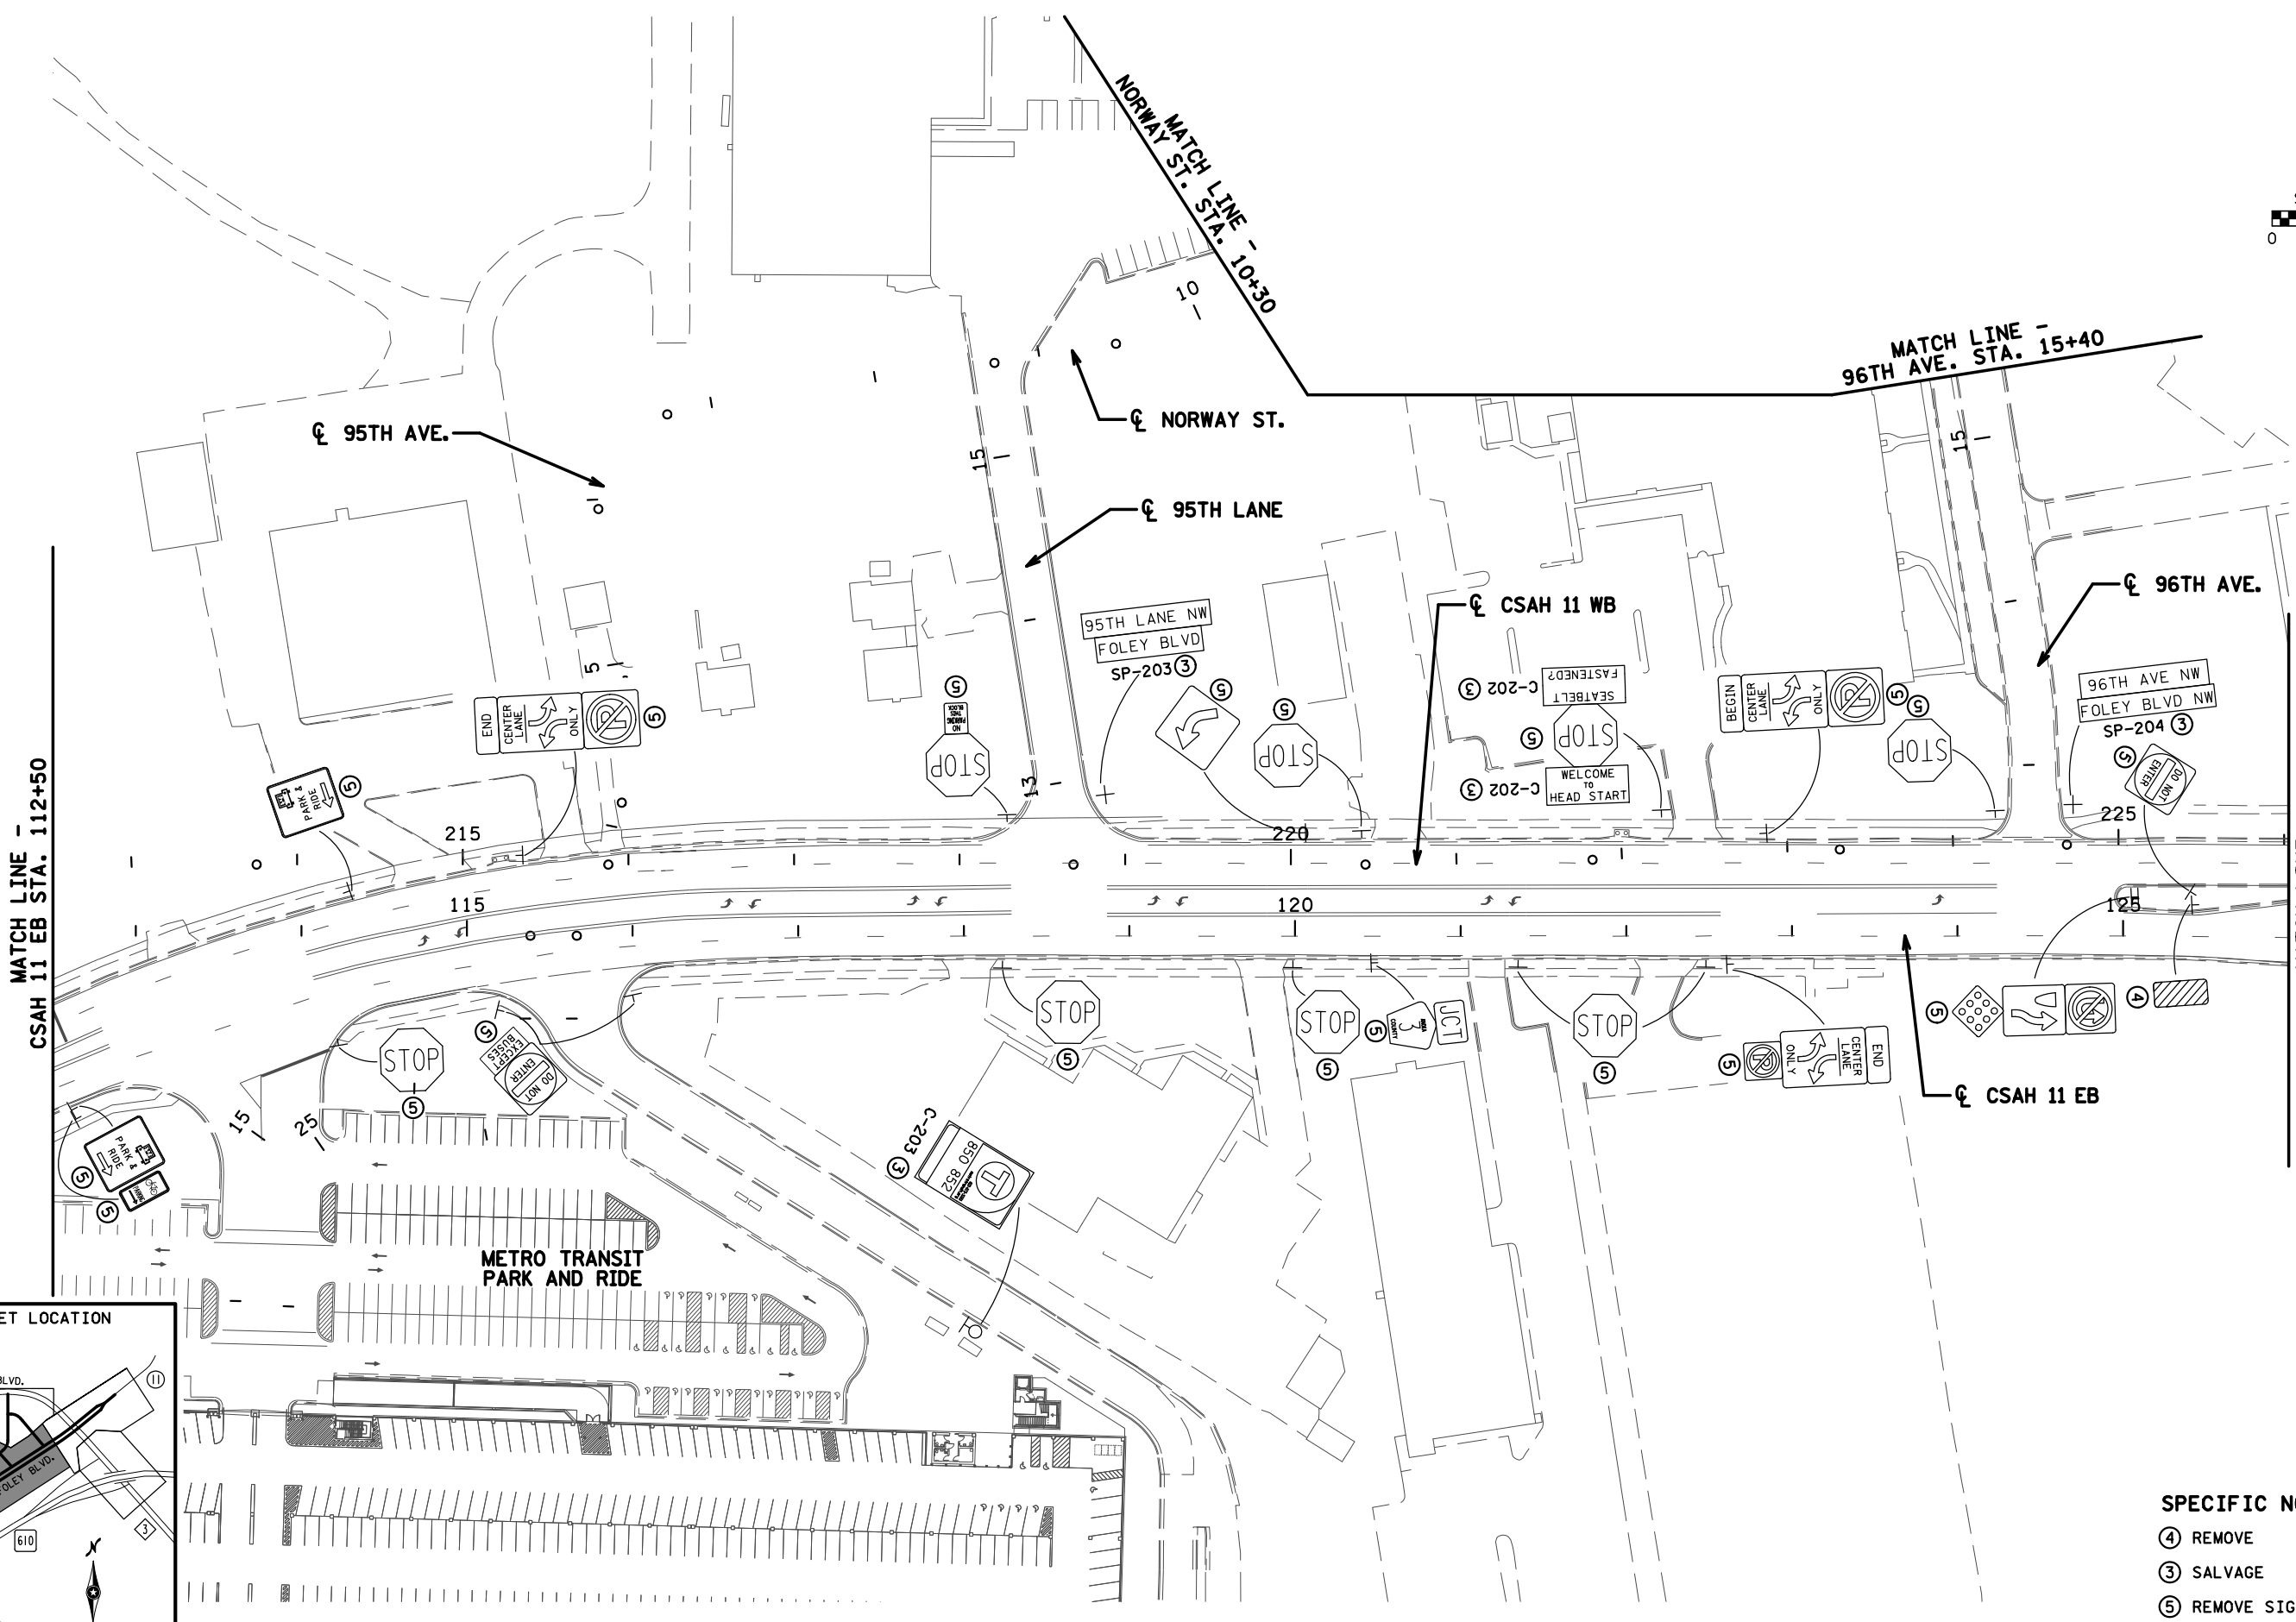 MATCH LINE -
NORWAY ST. STA. 10+30
0
MATCH LINE -
96TH AVE. STA. 15+40
10
℄ 95TH AVE.
℄ NORWAY ST.
15
15
℄ 95TH LANE
℄ CSAH 11 WB
℄ 96TH AVE.
MATCH LINE -
CSAH 11 EB STA. 112+50
5
END
CENTER
LANE
ONLY
P
5
PARK &
RIDE
5
5
NO
PARKING
THIS
BLOCK
STOP
13
95TH LANE NW
FOLEY BLVD
SP-203 3
5
5
STOP
C-202 3
SEATBELT
FASTENED?
5
STOP
C-202 3
WELCOME
TO
HEAD START
BEGIN
CENTER
LANE
ONLY
P
5
5
STOP
96TH AVE NW
FOLEY BLVD NW
SP-204 3
5
DO NOT
ENTER
215
220
225
115
120
125
STOP
5
5
EXCEPT
BUSES
DO NOT
ENTER
STOP
5
STOP
5
5
COUNTY
3
JCT
STOP
5
5
P
ONLY
CENTER
LANE
END
5
4
℄ CSAH 11 EB
15
25
PARK &
RIDE
5
PARK
5
C-203
3
T
850 852
METRO TRANSIT
PARK AND RIDE
ET LOCATION
BLVD.
11
FOLEY BLVD.
610
3
N
SPECIFIC N
4 REMOVE
3 SALVAGE
5 REMOVE SIG